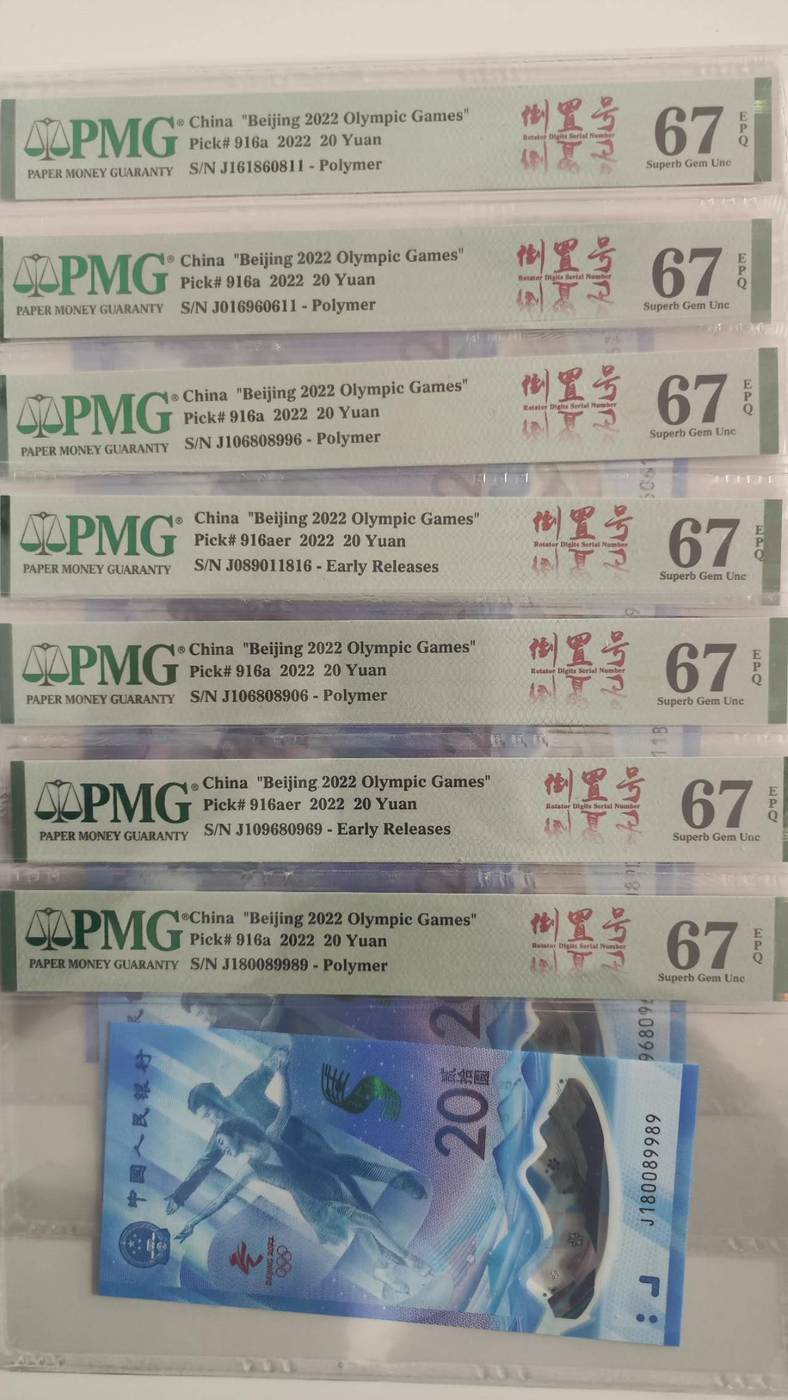 PMG® China "Beijing 2022 Olympic Games" 倒置号 67 EPQ
Pick# 916a 2022 20 Yuan Rotator Digits Serial Number
PAPER MONEY GUARANTY S/N J161860811 - Polymer Superb Gem Unc
PMG® China "Beijing 2022 Olympic Games" 倒置号 67 EPQ
Pick# 916a 2022 20 Yuan Rotator Digits Serial Number
PAPER MONEY GUARANTY S/N J016960611 - Polymer Superb Gem Unc
PMG® China "Beijing 2022 Olympic Games" 倒置号 67 EPQ
Pick# 916a 2022 20 Yuan Rotator Digits Serial Number
PAPER MONEY GUARANTY S/N J106808996 - Polymer Superb Gem Unc
PMG® China "Beijing 2022 Olympic Games" 倒置号 67 EPQ
Pick# 916aer 2022 20 Yuan Rotator Digits Serial Number
PAPER MONEY GUARANTY S/N J089011816 - Early Releases Superb Gem Unc
PMG® China "Beijing 2022 Olympic Games" 倒置号 67 EPQ
Pick# 916a 2022 20 Yuan Rotator Digits Serial Number
PAPER MONEY GUARANTY S/N J106808906 - Polymer Superb Gem Unc
PMG® China "Beijing 2022 Olympic Games" 倒置号 67 EPQ
Pick# 916aer 2022 20 Yuan Rotator Digits Serial Number
PAPER MONEY GUARANTY S/N J109680969 - Early Releases Superb Gem Unc
PMG® China "Beijing 2022 Olympic Games" 倒置号 67 EPQ
Pick# 916a 2022 20 Yuan Rotator Digits Serial Number
PAPER MONEY GUARANTY S/N J180089989 - Polymer Superb Gem Unc
中国人民银行
BEIJING 2022
贰拾圆
20
J180089989